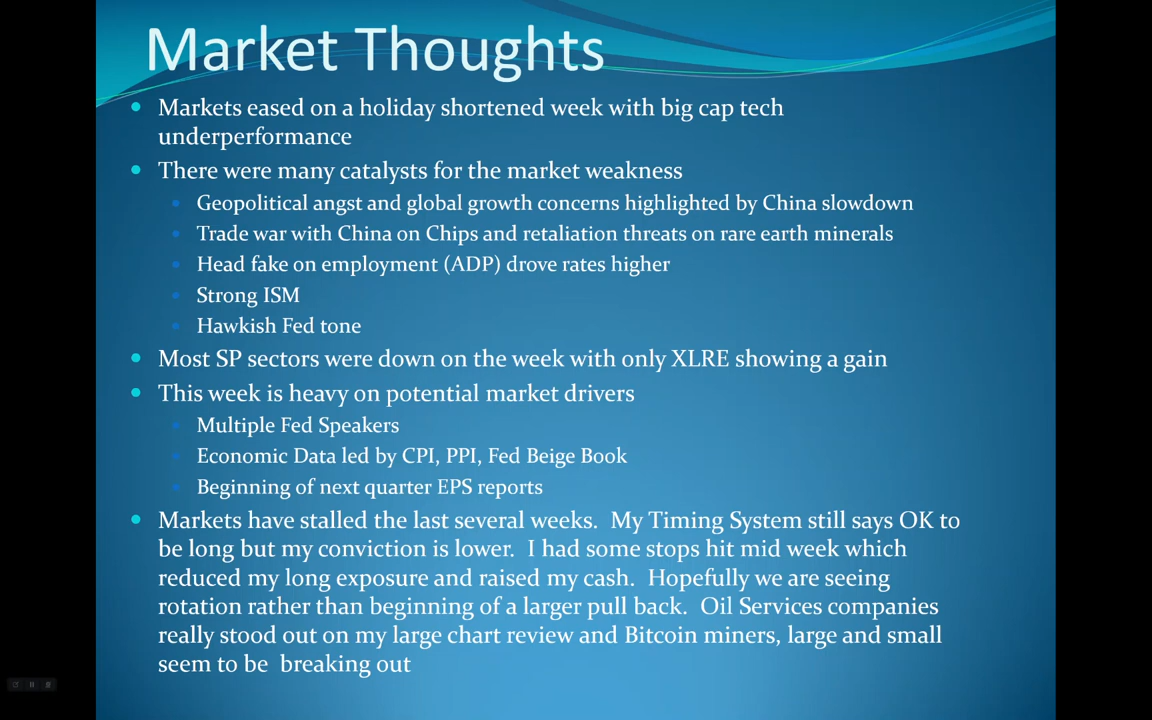 Market Thoughts
Markets eased on a holiday shortened week with big cap tech
underperformance
There were many catalysts for the market weakness
Geopolitical angst and global growth concerns highlighted by China slowdown
Trade war with China on Chips and retaliation threats on rare earth minerals
Head fake on employment (ADP) drove rates higher
Strong ISM
Hawkish Fed tone
Most SP sectors were down on the week with only XLRE showing a gain
This week is heavy on potential market drivers
Multiple Fed Speakers
Economic Data led by CPI, PPI, Fed Beige Book
Beginning of next quarter EPS reports
Markets have stalled the last several weeks.  My Timing System still says OK to
be long but my conviction is lower.  I had some stops hit mid week which
reduced my long exposure and raised my cash.  Hopefully we are seeing
rotation rather than beginning of a larger pull back.  Oil Services companies
really stood out on my large chart review and Bitcoin miners, large and small
seem to be  breaking out